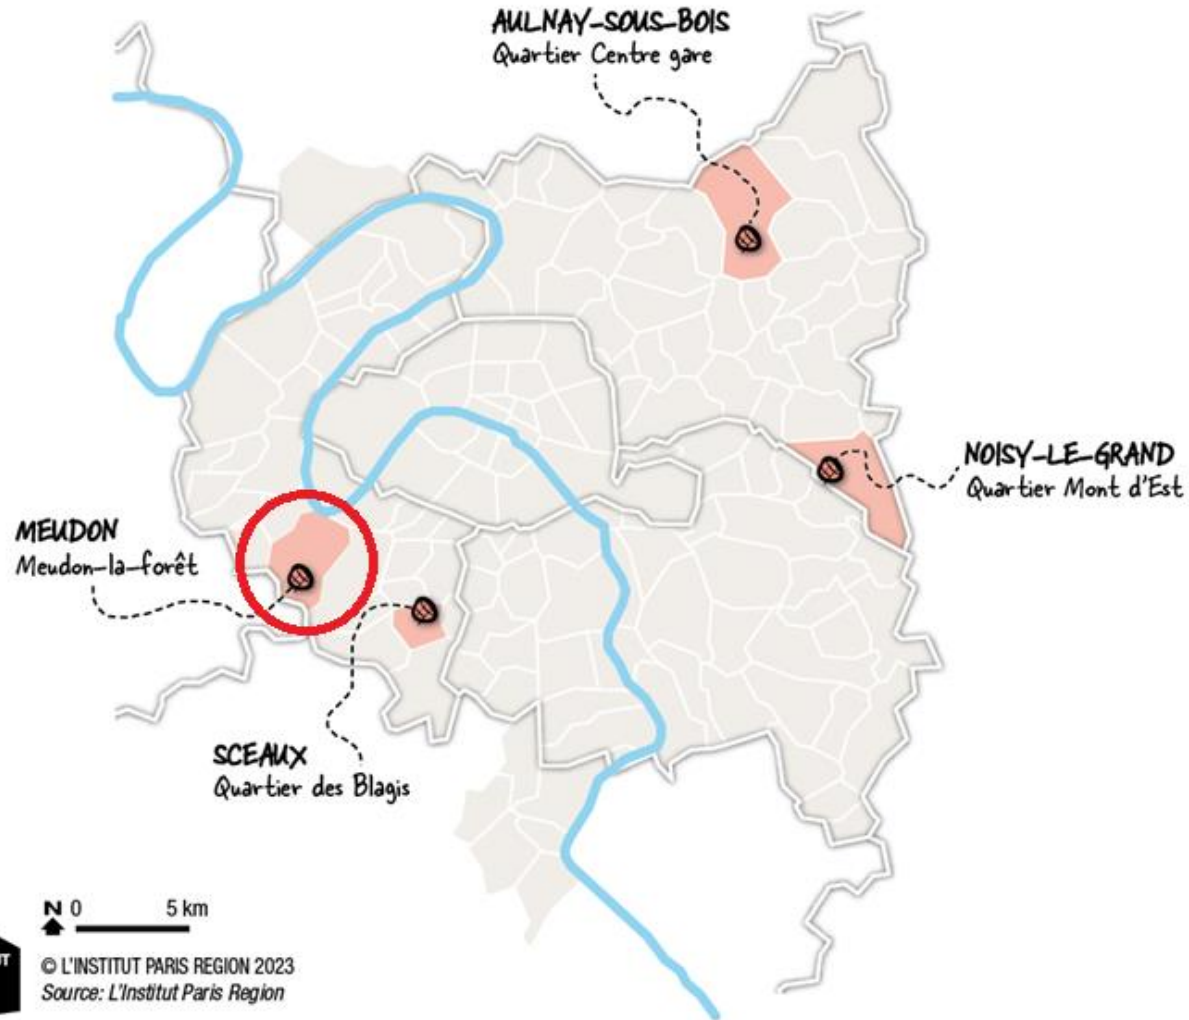 AULNAY-SOUS-BOIS
Quartier Centre gare
NOISY-LE-GRAND
Quartier Mont d'Est
MEUDON
Meudon-la-forêt
SCEAUX
Quartier des Blagis
N 0 5 km
© L'INSTITUT PARIS REGION 2023
Source: L'Institut Paris Region